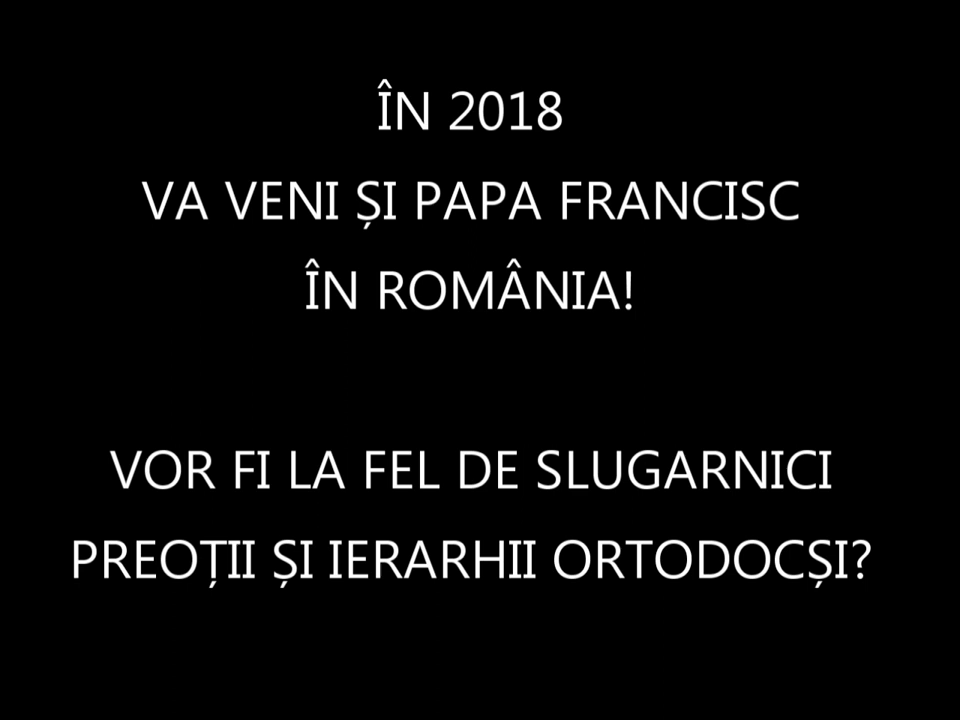 ÎN 2018
VA VENI ȘI PAPA FRANCISC
ÎN ROMÂNIA!
VOR FI LA FEL DE SLUGARNICI
PREOȚII ȘI IERARHII ORTODOCȘI?